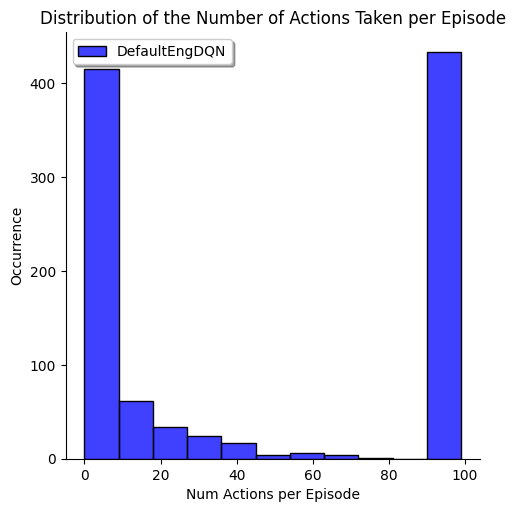 Distribution of the Number of Actions Taken per Episode
DefaultEngDQN
400
300
200
100
0
Occurrence
0 20 40 60 80 100
Num Actions per Episode